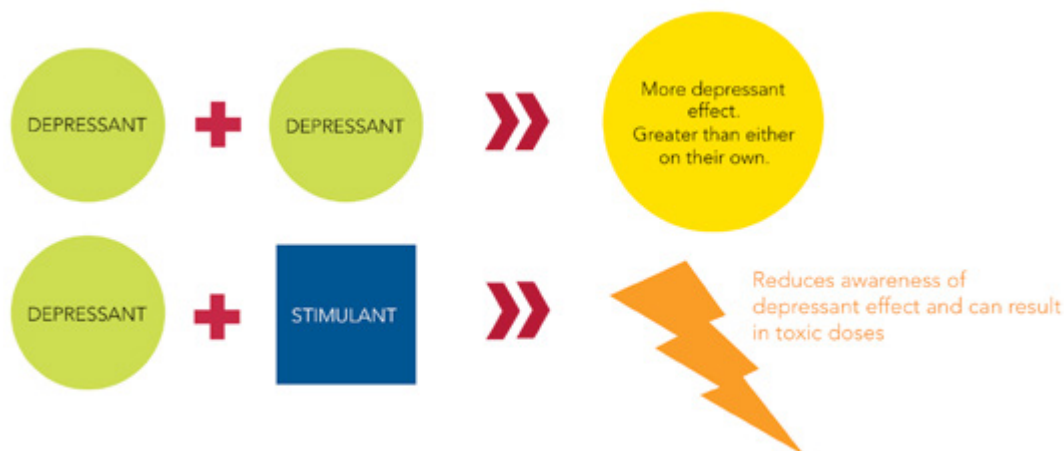 DEPRESSANT
DEPRESSANT
More depressant
effect.
Greater than either
on their own.
DEPRESSANT
STIMULANT
Reduces awareness of
depressant effect and can result
in toxic doses